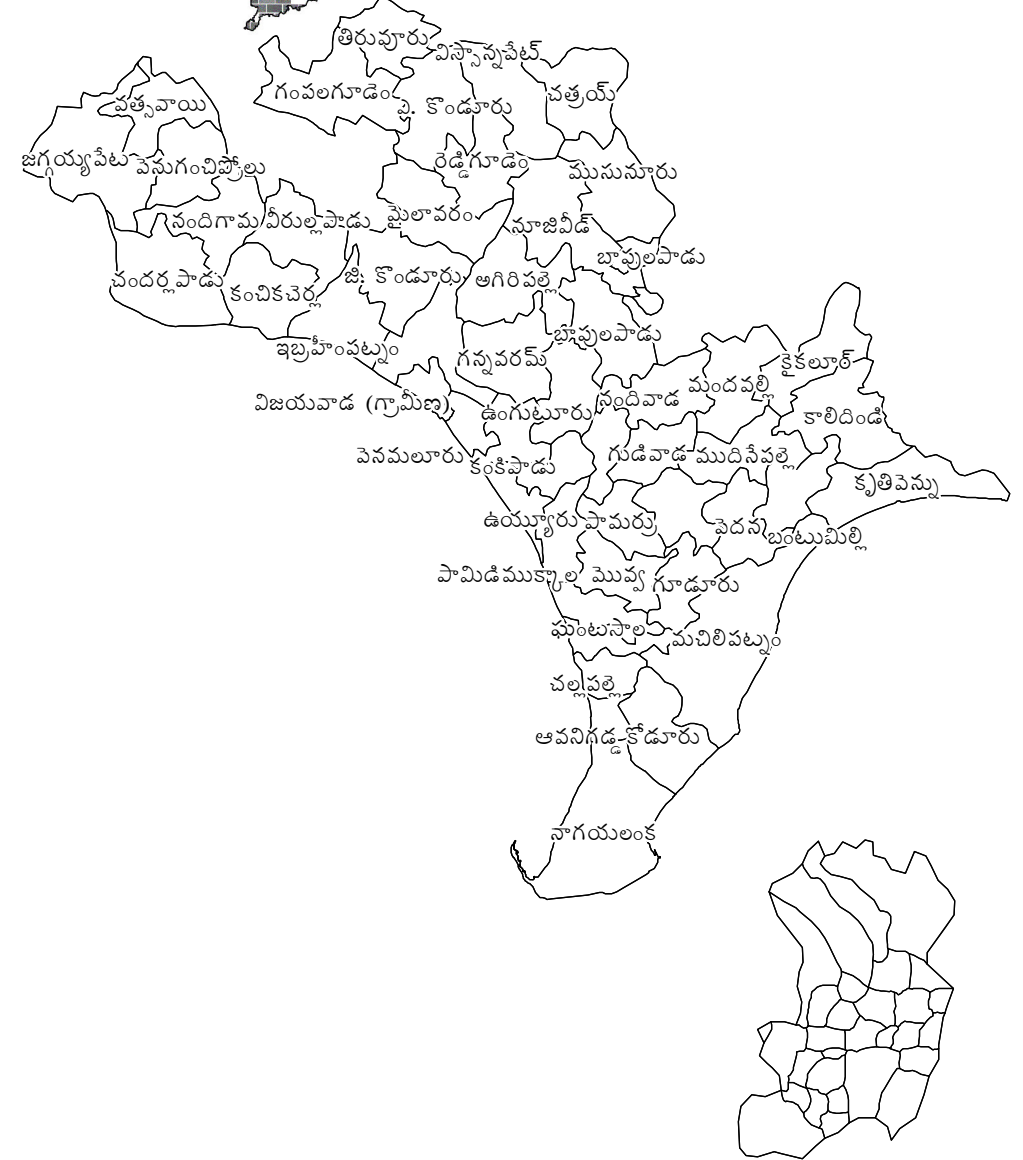 తిరువూరు
విస్సాన్నపేట్
గంపలగూడెం
ఏ. కొండూరు
చత్రయ్
వత్సవాయి
జగ్గయ్యపేట
పెనుగంచిప్రోలు
రెడ్డిగూడెం
ముసునూరు
నందిగామ
వీరుల్లపాడు
మైలావరం
నూజివీడ్
బాపులపాడు
చందర్లపాడు
కంచికచెర్ల
జి. కొండూరు
అగిరిపల్లె
ఇబ్రహీంపట్నం
గన్నవరమ్
బాపులపాడు
కైకలూర్
విజయవాడ (గ్రామీణ)
ఉంగుటూరు
నందివాడ
మందవల్లి
కాలిదిండి
పెనమలూరు
కంకిపాడు
గుడివాడ
ముదినేపల్లె
కృతివెన్ను
ఉయ్యూరు
పామర్రు
పెదన
బంటుమిల్లి
పామిడిముక్కాల
మొవ్వ
గూడూరు
ఘంటుసాల
మచిలిపట్నం
చల్లపల్లె
ఆవనిగడ్డ
కోడూరు
నాగయలంక